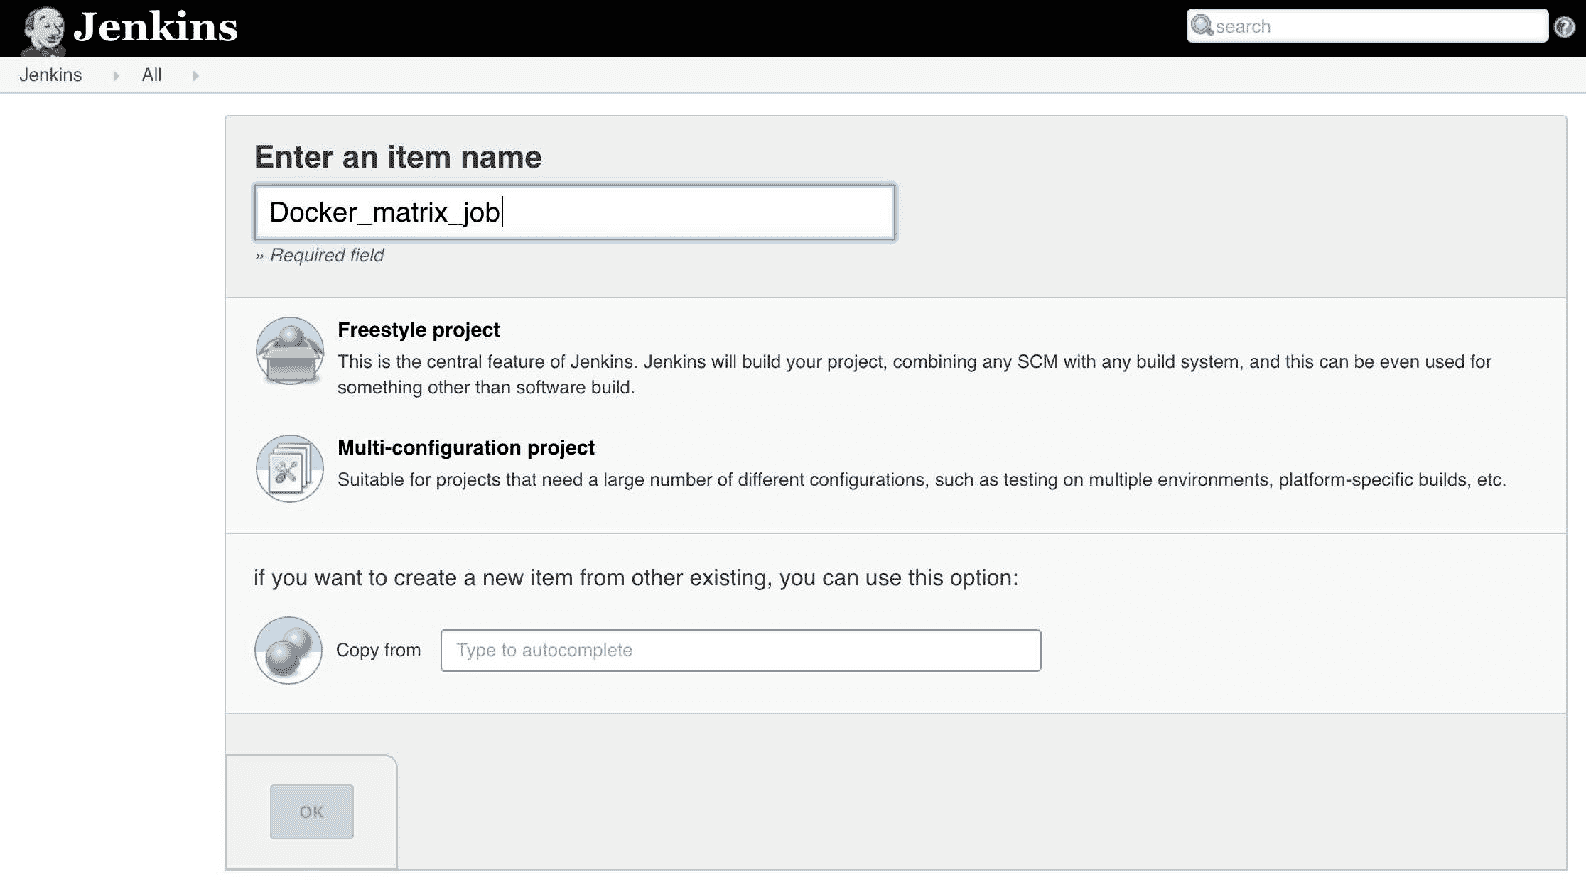 Jenkins
search
Jenkins
All
Enter an item name
Docker_matrix_job
» Required field
Freestyle project
This is the central feature of Jenkins. Jenkins will build your project, combining any SCM with any build system, and this can be even used for
something other than software build.
Multi-configuration project
Suitable for projects that need a large number of different configurations, such as testing on multiple environments, platform-specific builds, etc.
if you want to create a new item from other existing, you can use this option:
Copy from
Type to autocomplete
OK